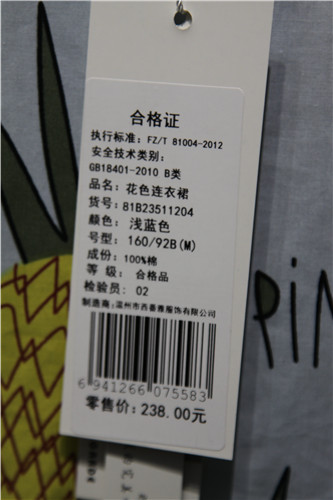 合格证
执行标准: FZ/T 81004-2012
安全技术类别:
GB18401-2010 B类
品名: 花色连衣裙
货号: 81B23511204
颜色: 浅蓝色
号型: 160/92B(M)
成份: 100%棉
等 级: 合格品
检验员: 02
制造商: 温州市西番雅服饰有限公司
6 941266 075583
零售价: 238.00元
PIN